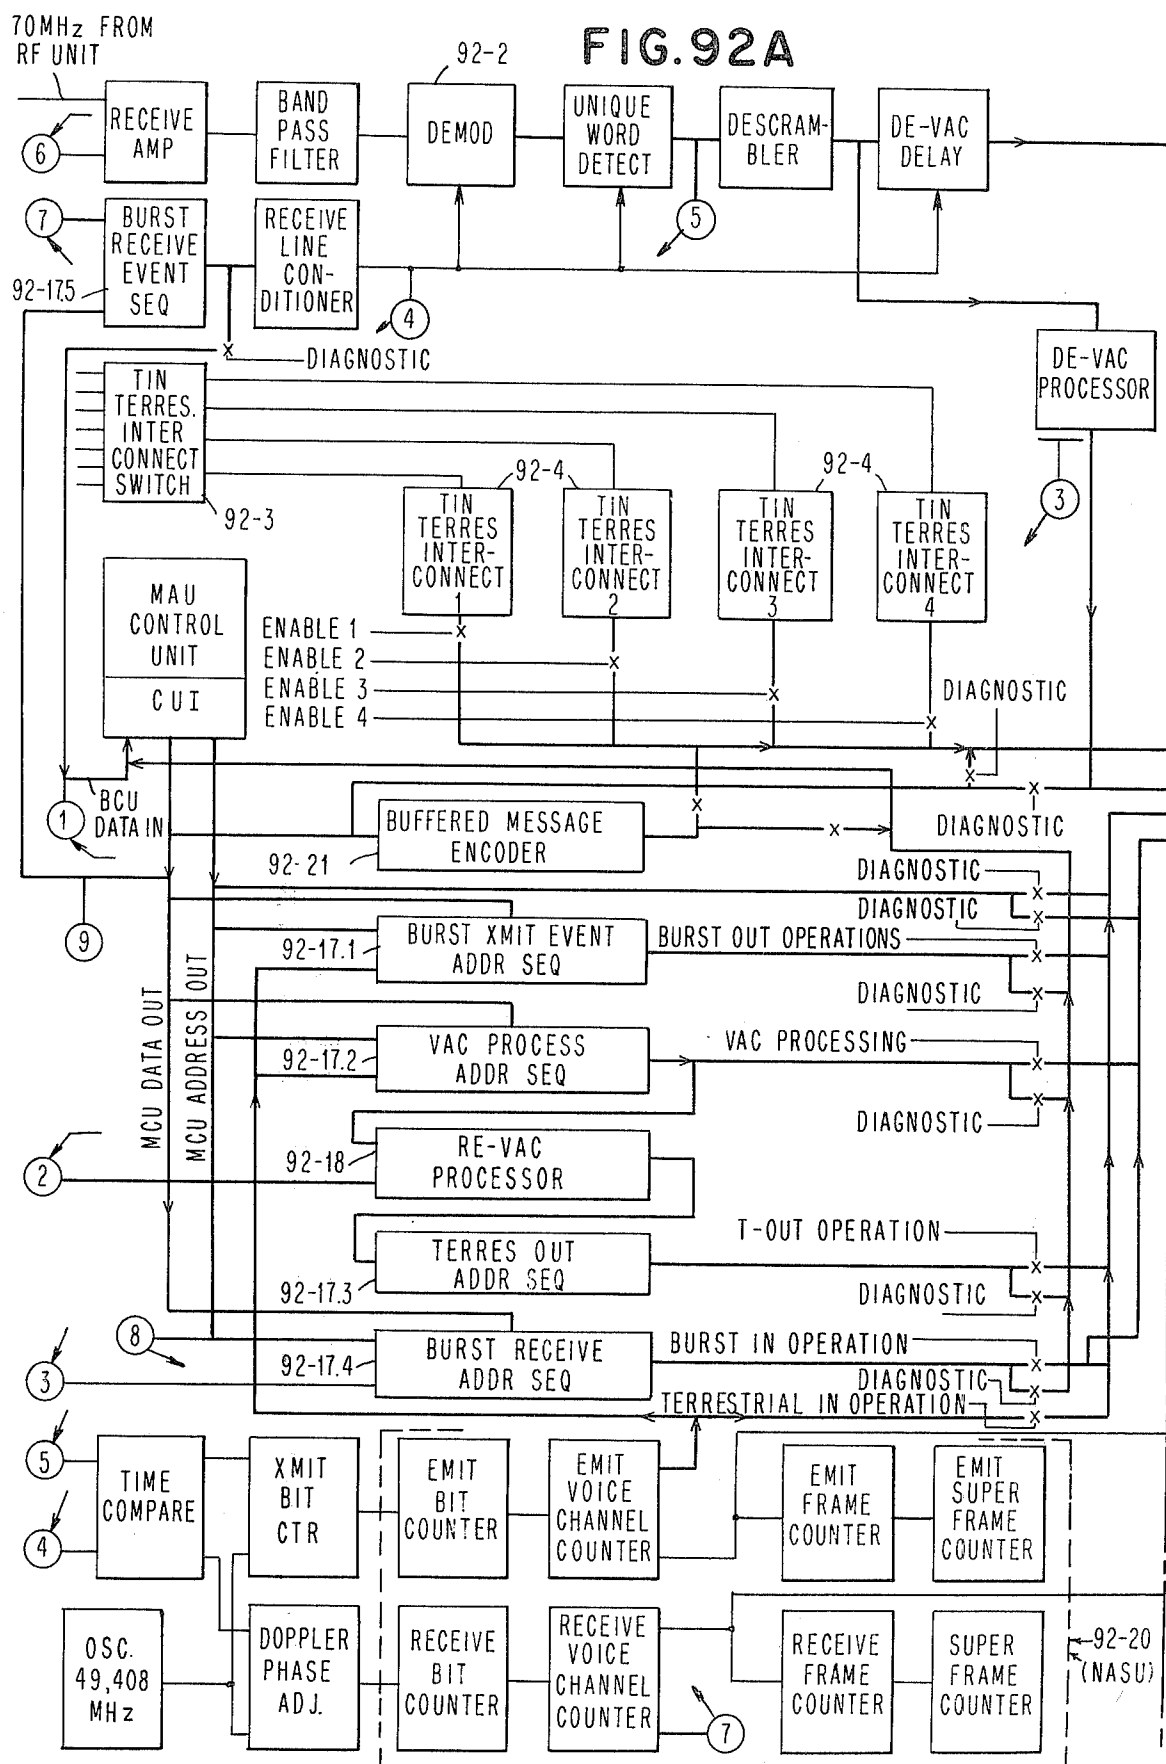 FIG.92A
70MHz FROM
RF UNIT
92-2
RECEIVE
AMP
BAND
PASS
FILTER
DEMOD
UNIQUE
WORD
DETECT
DESCRAM-
BLER
DE-VAC
DELAY
6
7
5
BURST
RECEIVE
EVENT
SEQ
RECEIVE
LINE
CON-
DITIONER
92-17.5
4
DIAGNOSTIC
DE-VAC
PROCESSOR
TIN
TERRES.
INTER
CONNECT
SWITCH
92-3
92-4
92-4
3
TIN
TERRES
INTER-
CONNECT
1
TIN
TERRES
INTER-
CONNECT
2
TIN
TERRES
INTER-
CONNECT
3
TIN
TERRES
INTER-
CONNECT
4
MAU
CONTROL
UNIT
CUI
ENABLE 1
ENABLE 2
ENABLE 3
ENABLE 4
DIAGNOSTIC
1
BCU
DATA IN
BUFFERED MESSAGE
ENCODER
92-21
DIAGNOSTIC
DIAGNOSTIC
DIAGNOSTIC
9
BURST XMIT EVENT
ADDR SEQ
92-17.1
BURST OUT OPERATIONS
DIAGNOSTIC
MCU DATA OUT
MCU ADDRESS OUT
VAC PROCESS
ADDR SEQ
92-17.2
VAC PROCESSING
DIAGNOSTIC
2
RE-VAC
PROCESSOR
92-18
TERRES OUT
ADDR SEQ
92-17.3
T-OUT OPERATION
DIAGNOSTIC
8
BURST RECEIVE
ADDR SEQ
92-17.4
BURST IN OPERATION
3
DIAGNOSTIC
TERRESTRIAL IN OPERATION
5
4
TIME
COMPARE
XMIT
BIT
CTR
EMIT
BIT
COUNTER
EMIT
VOICE
CHANNEL
COUNTER
EMIT
FRAME
COUNTER
EMIT
SUPER
FRAME
COUNTER
OSC.
49,408
MHz
DOPPLER
PHASE
ADJ.
RECEIVE
BIT
COUNTER
RECEIVE
VOICE
CHANNEL
COUNTER
7
RECEIVE
FRAME
COUNTER
SUPER
FRAME
COUNTER
92-20
(NASU)